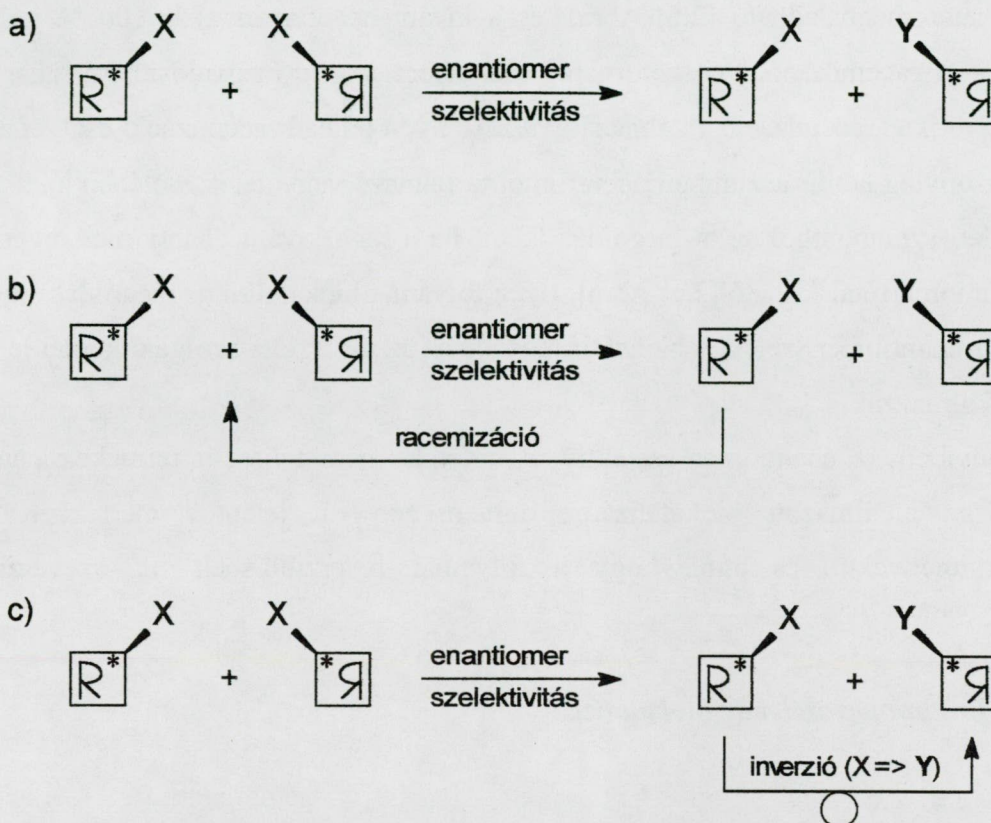 a)
X X X Y
R * + * Я enantiomer szelektivitás R * + * Я
b)
X X X Y
R * + * Я enantiomer szelektivitás R * + * Я
racemizáció
c)
X X X Y
R * + * Я enantiomer szelektivitás R * + * Я
inverzió (X => Y)